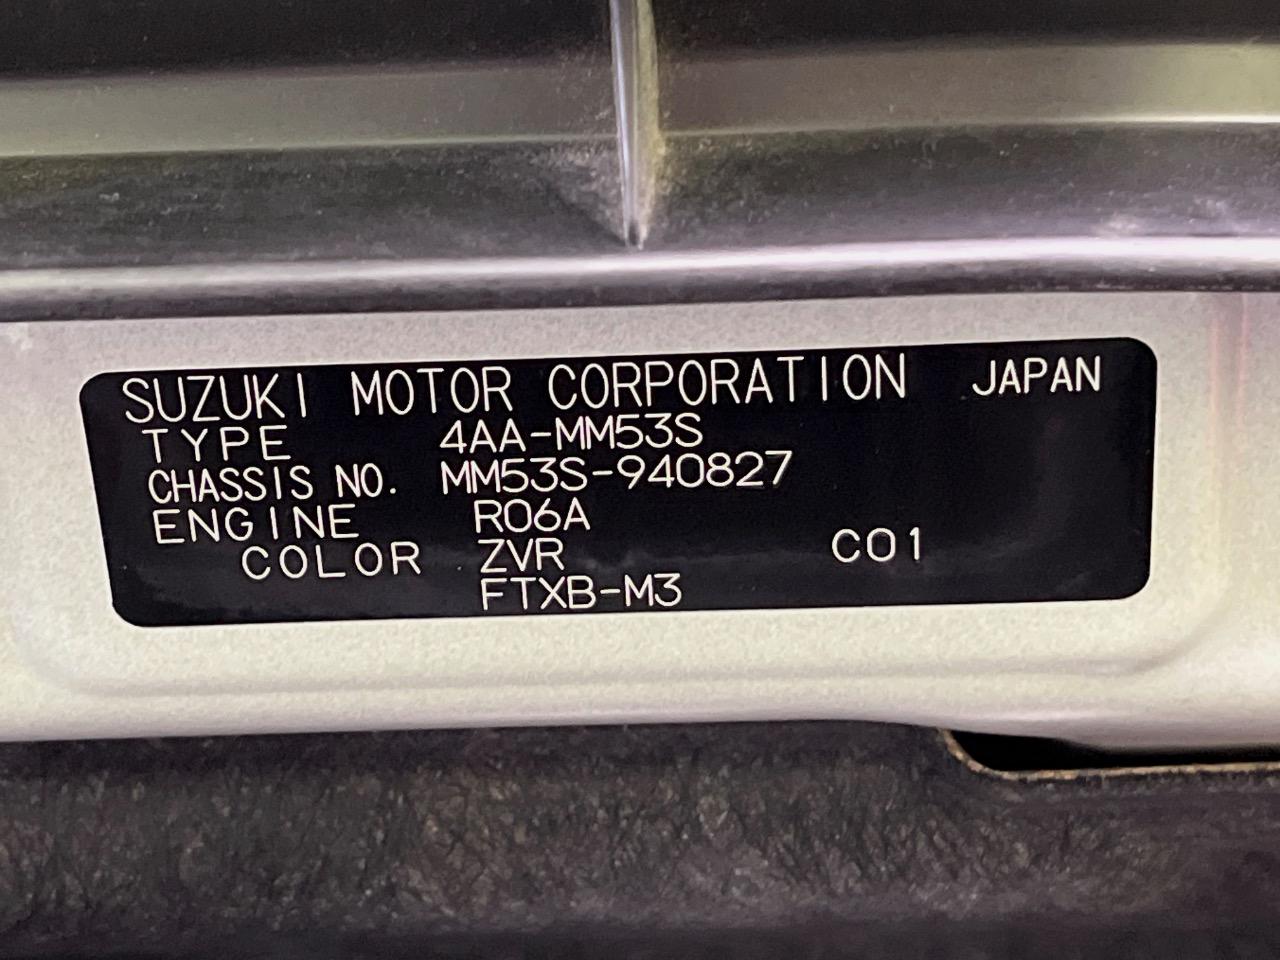 SUZUKI MOTOR CORPORATION JAPAN
TYPE 4AA-MM53S
CHASSIS NO. MM53S-940827
ENGINE R06A
COLOR ZVR C01
FTXB-M3